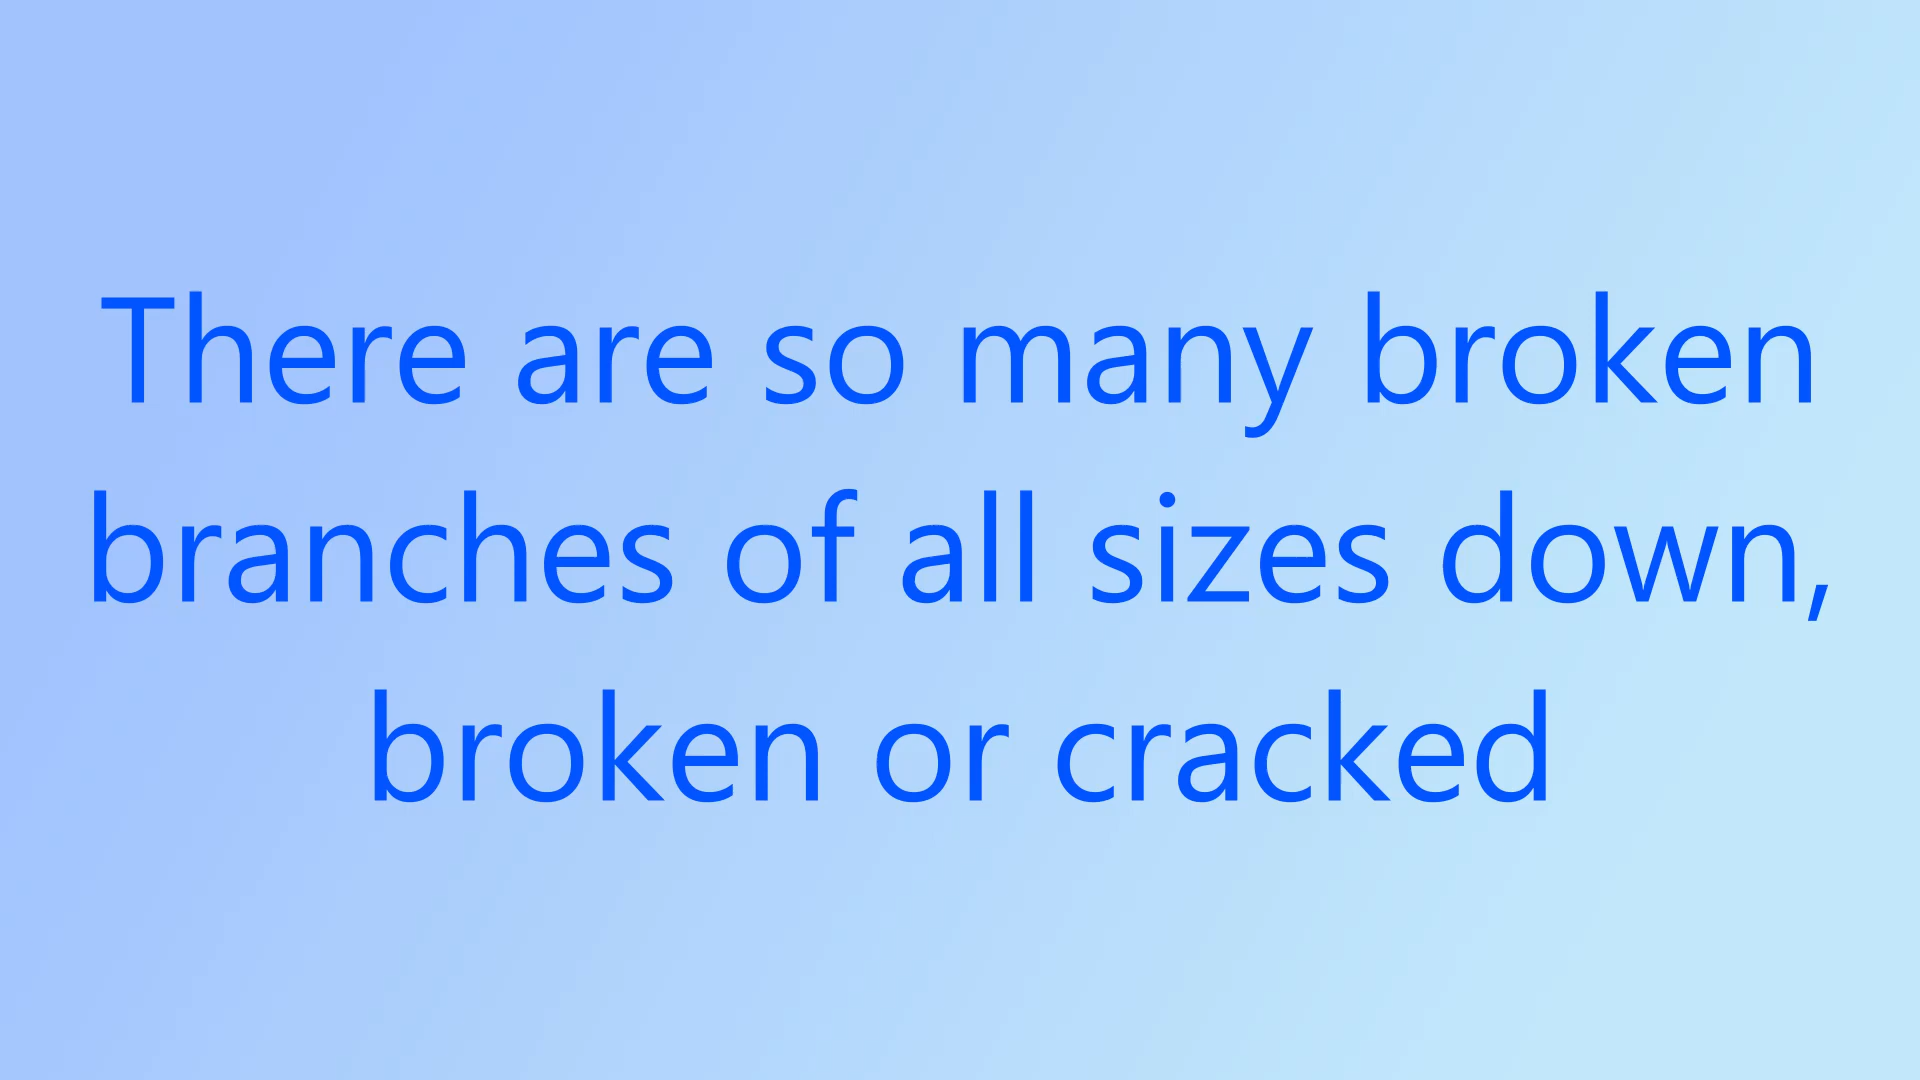 There are so many broken
branches of all sizes down,
broken or cracked